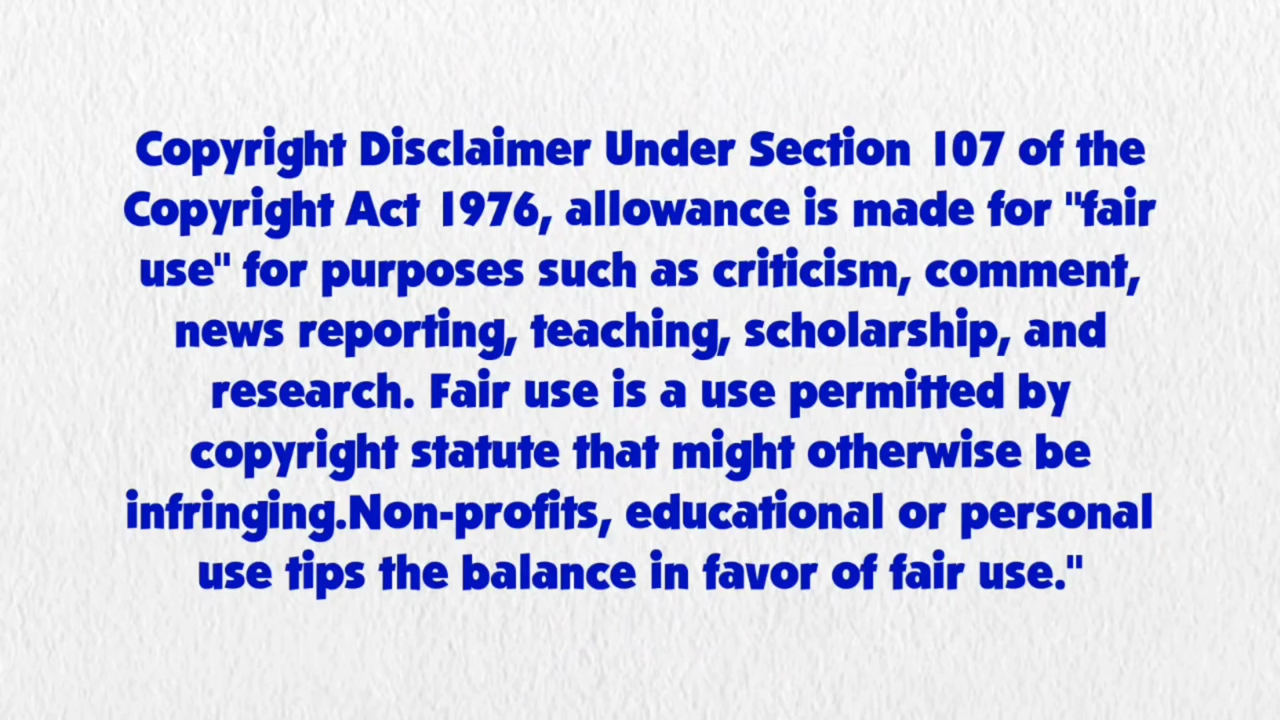 Copyright Disclaimer Under Section 107 of the
Copyright Act 1976, allowance is made for "fair
use" for purposes such as criticism, comment,
news reporting, teaching, scholarship, and
research. Fair use is a use permitted by
copyright statute that might otherwise be
infringing.Non-profits, educational or personal
use tips the balance in favor of fair use."